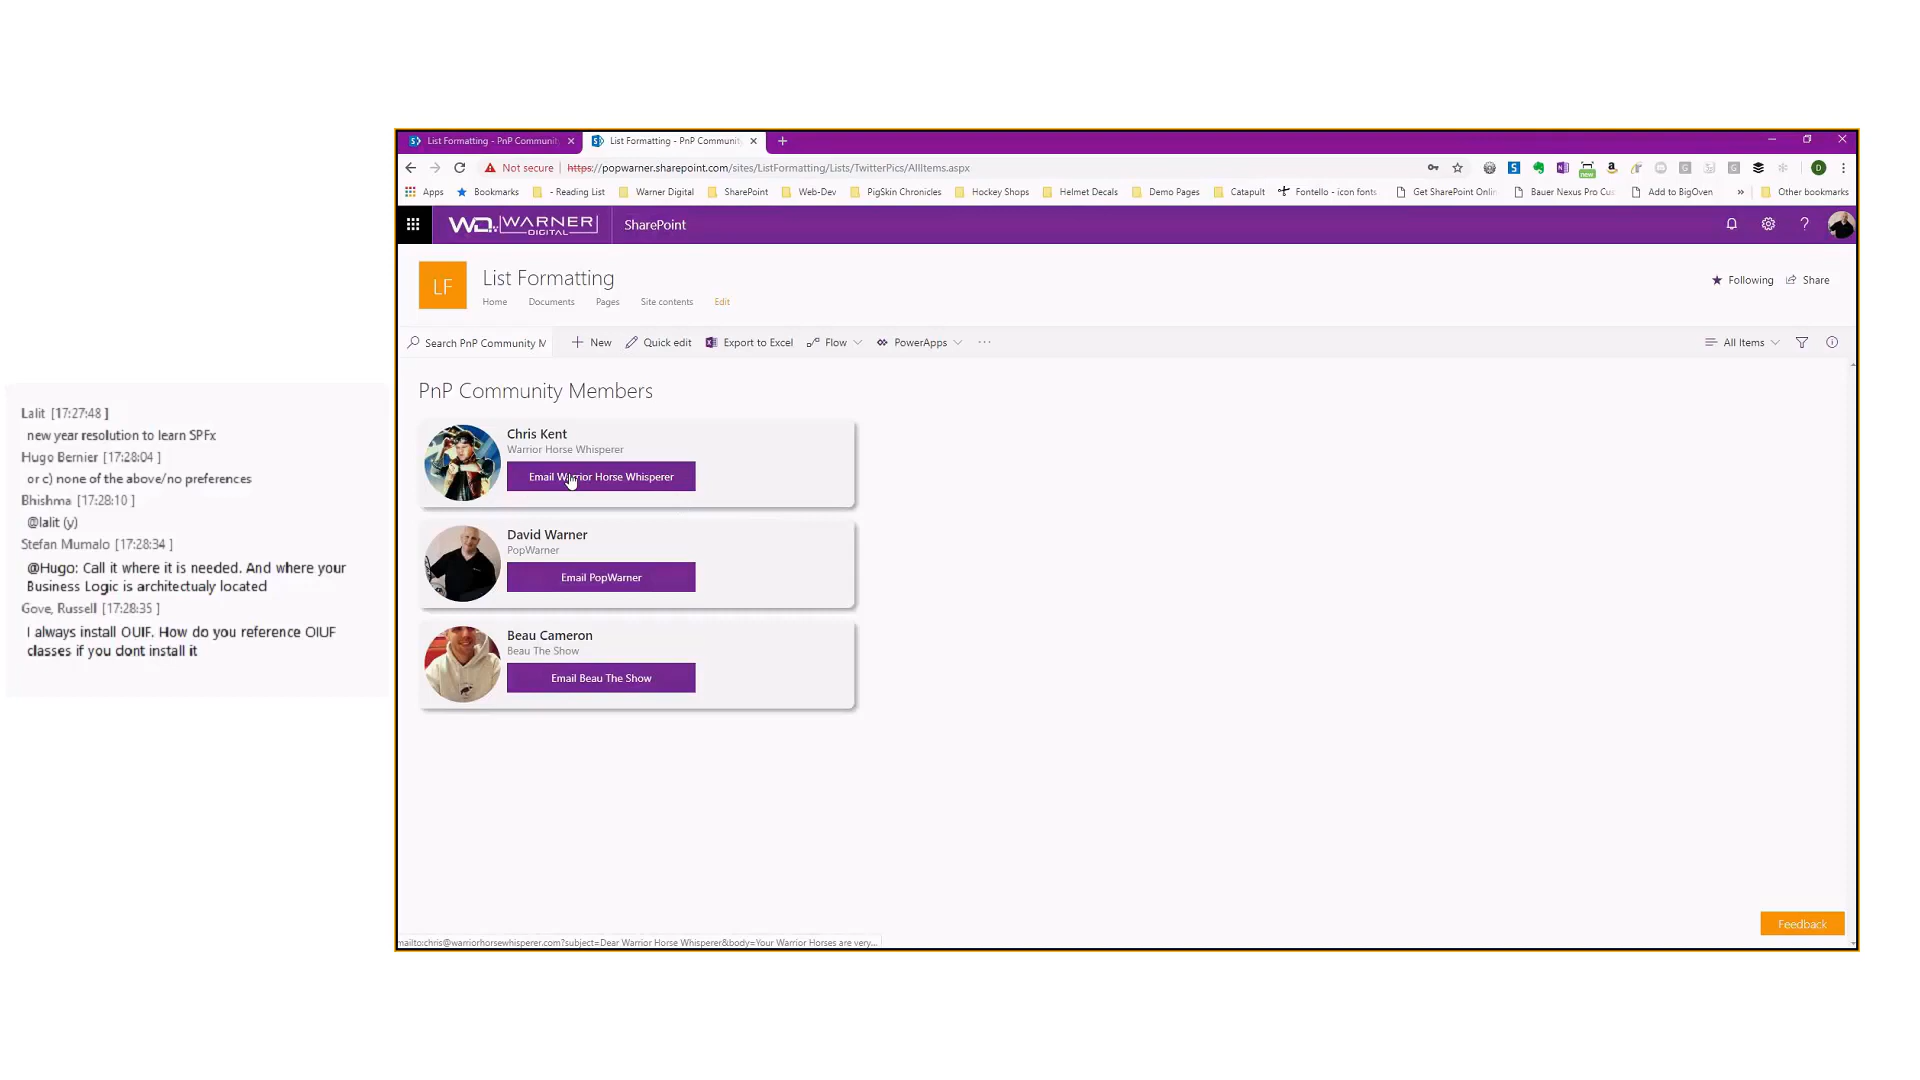 Lalit [17:27:48 ]
new year resolution to learn SPFx
Hugo Bernier [17:28:04 ]
or c) none of the above/no preferences
Bhishma [17:28:10 ]
@lalit (y)
Stefan Mumalo [17:28:34 ]
@Hugo: Call it where it is needed. And where your
Business Logic is architectualy located
Gove, Russell [17:28:35 ]
I always install OUIF. How do you reference OIUF
classes if you dont install it
List Formatting - PnP Communit
List Formatting - PnP Communit
Not secure https://popwarner.sharepoint.com/sites/ListFormatting/Lists/TwitterPics/AllItems.aspx
new
D
Apps Bookmarks - Reading List Warner Digital SharePoint Web-Dev PigSkin Chronicles Hockey Shops Helmet Decals Demo Pages Catapult Fontello - icon fonts Get SharePoint Onlin Bauer Nexus Pro Cus Add to BigOven » Other bookmarks
WD. WARNER DIGITAL SharePoint ?
LF
List Formatting
Home Documents Pages Site contents Edit
Following Share
Search PnP Community M New Quick edit Export to Excel Flow PowerApps ... All Items
PnP Community Members
Chris Kent
Warrior Horse Whisperer
Email Warrior Horse Whisperer
David Warner
PopWarner
Email PopWarner
Beau Cameron
Beau The Show
Email Beau The Show
Feedback
mailto:chris@warriorhorsewhisperer.com?subject=Dear Warrior Horse Whisperer&body=Your Warrior Horses are very...